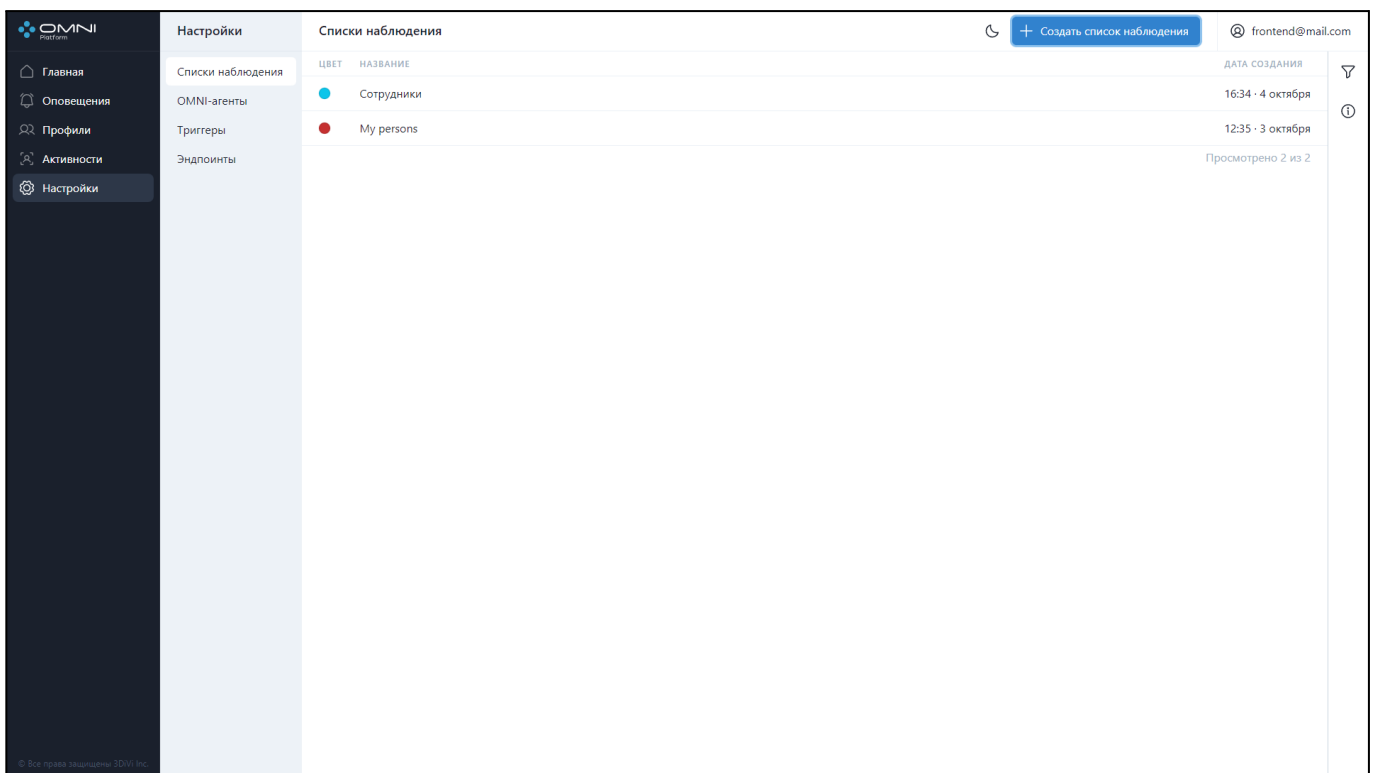 OMNI
Platform
Главная
Оповещения
Профили
Активности
Настройки
© Все права защищены 3DiVi Inc.
Настройки
Списки наблюдения
OMNI-агенты
Триггеры
Эндпоинты
Списки наблюдения
Создать список наблюдения
frontend@mail.com
ЦВЕТ НАЗВАНИЕ ДАТА СОЗДАНИЯ
Сотрудники 16:34 · 4 октября
My persons 12:35 · 3 октября
Просмотрено 2 из 2